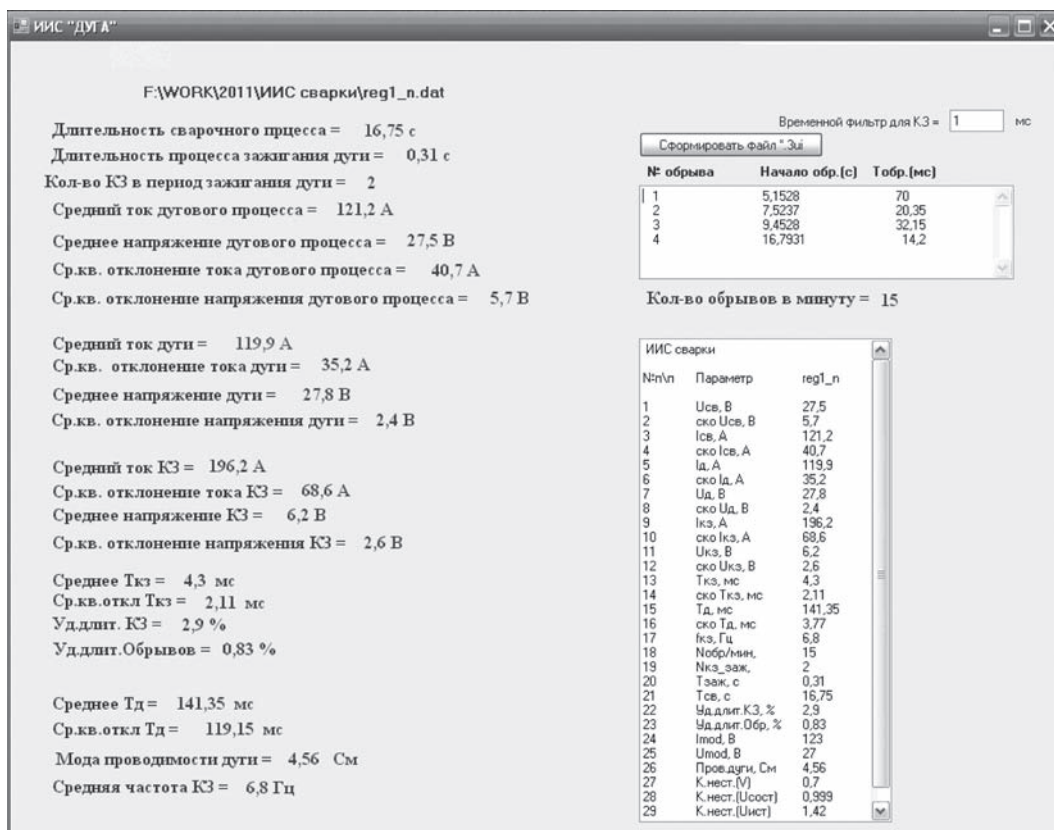 ИИС "ДУГА"
F:\WORK\2011\ИИС сварки\reg1_n.dat
Длительность сварочного прцесса = 16,75 с
Длительность процесса зажигания дуги = 0,31 с
Кол-во КЗ в период зажигания дуги = 2
Средний ток дугового процесса = 121,2 А
Среднее напряжение дугового процесса = 27,5 В
Ср.кв. отклонение тока дугового процесса = 40,7 А
Ср.кв. отклонение напряжения дугового процесса = 5,7 В
Средний ток дуги = 119,9 А
Ср.кв. отклонение тока дуги = 35,2 А
Среднее напряжение дуги = 27,8 В
Ср.кв. отклонение напряжения дуги = 2,4 В
Средний ток КЗ = 196,2 А
Ср.кв. отклонение тока КЗ = 68,6 А
Среднее напряжение КЗ = 6,2 В
Ср.кв. отклонение напряжения КЗ = 2,6 В
Среднее Ткз = 4,3 мс
Ср.кв.откл Ткз = 2,11 мс
Уд.длит. КЗ = 2,9 %
Уд.длит.Обрывов = 0,83 %
Среднее Тд = 141,35 мс
Ср.кв.откл Тд = 119,15 мс
Мода проводимости дуги = 4,56 См
Средняя частота КЗ = 6,8 Гц
Временной фильтр для КЗ = 1 мс
Сформировать файл *.3ui
№ обрыва Начало обр.(с) Тобр.(мс)
1 5,1528 70
2 7,5237 20,35
3 9,4528 32,15
4 16,7931 14,2
Кол-во обрывов в минуту = 15
ИИС сварки
№п\п Параметр reg1_n
1 Uсв, В 27,5
2 ско Uсв, В 5,7
3 Iсв, А 121,2
4 ско Iсв, А 40,7
5 Iд, А 119,9
6 ско Iд, А 35,2
7 Uд, В 27,8
8 ско Uд, В 2,4
9 Iкз, А 196,2
10 ско Iкз, А 68,6
11 Uкз, В 6,2
12 ско Uкз, В 2,6
13 Ткз, мс 4,3
14 ско Ткз, мс 2,11
15 Тд, мс 141,35
16 ско Тд, мс 3,77
17 fкз, Гц 6,8
18 Nобр/мин, 15
19 Nкз_заж, 2
20 Тзаж, с 0,31
21 Тсв, с 16,75
22 Уд.длит.КЗ, % 2,9
23 Уд.длит.Обр, % 0,83
24 Imod, В 123
25 Umod, В 27
26 Пров.дуги, См 4,56
27 К.нест.(V) 0,7
28 К.нест.(Uсост) 0,999
29 К.нест.(Uист) 1,42